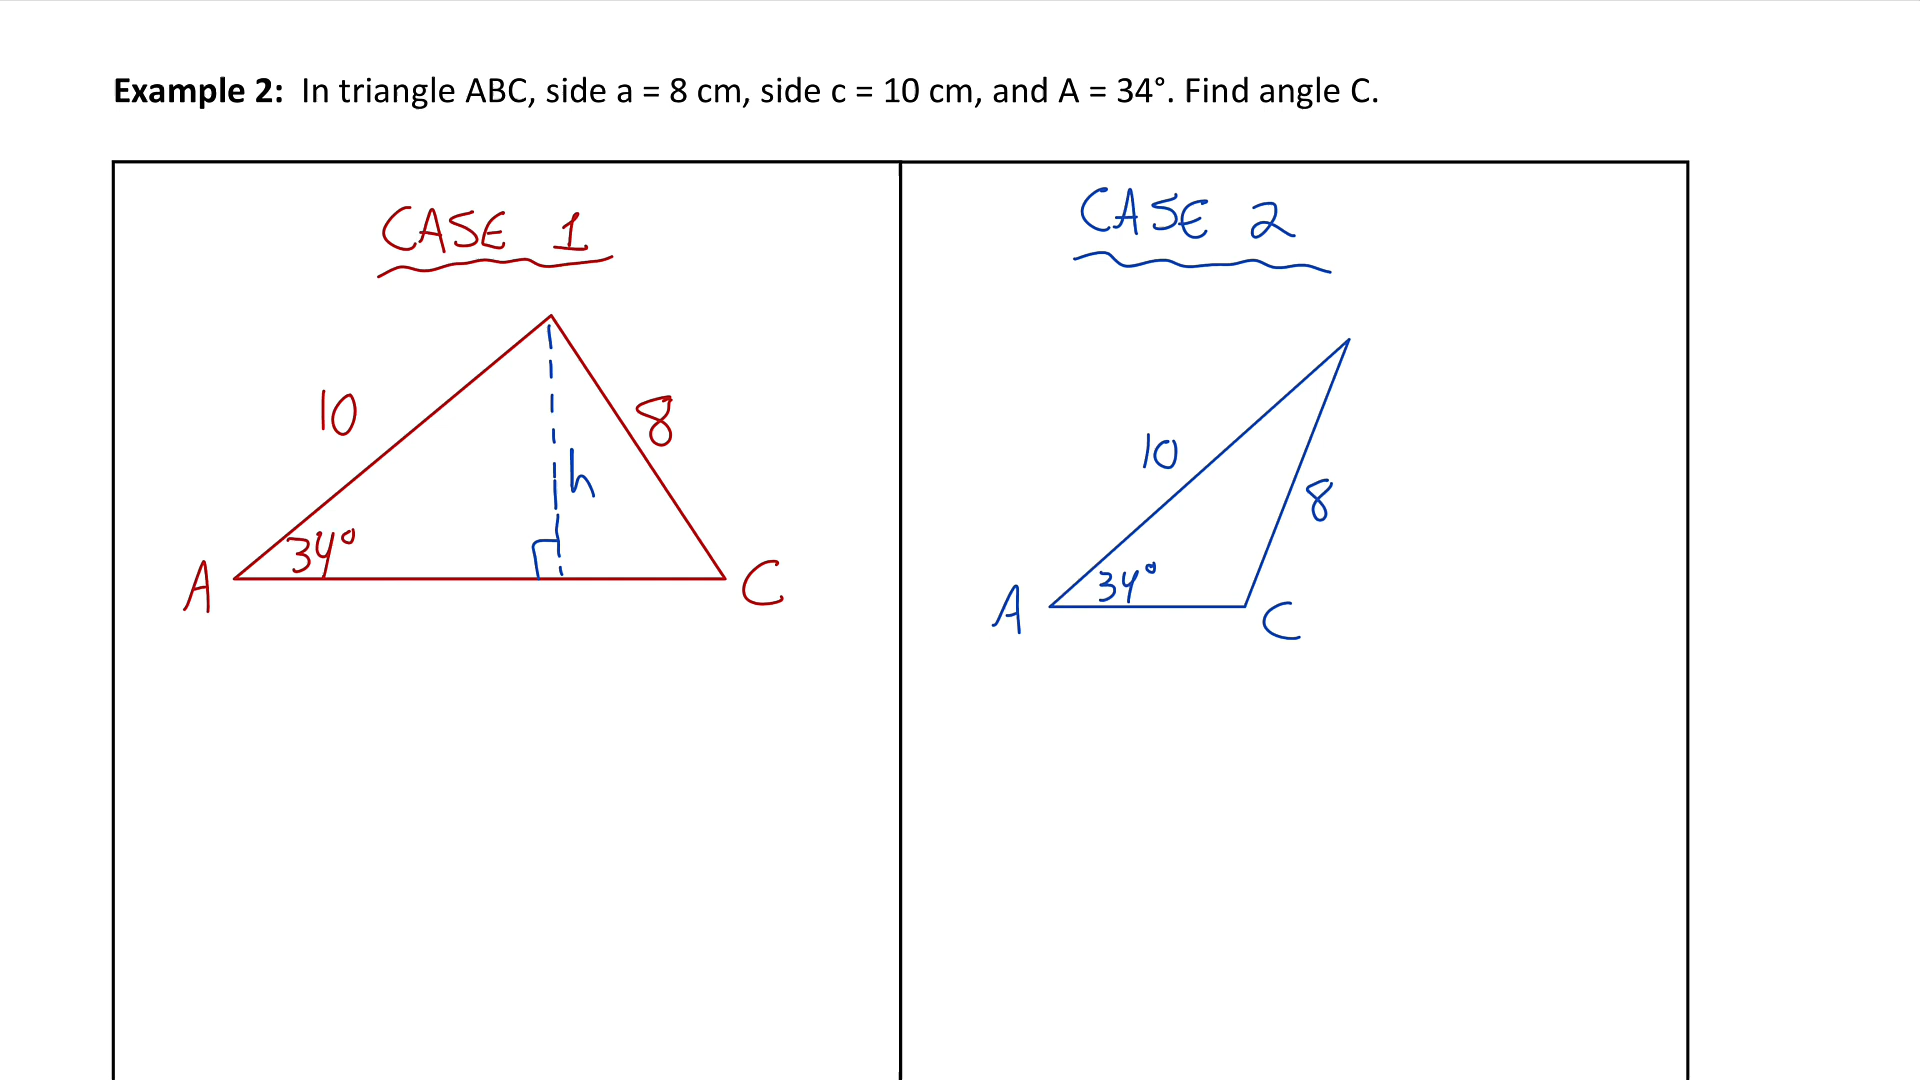 Example 2: In triangle ABC, side a = 8 cm, side c = 10 cm, and A = 34°. Find angle C.
CASE 1
10
8
h
34°
A
C
CASE 2
10
8
34°
A
C